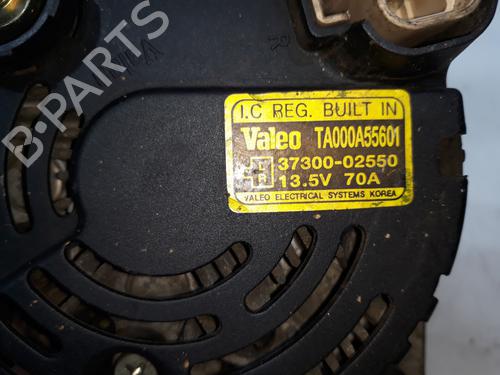 B-PARTS
I.C REG. BUILT IN
Valeo TA000A55601
37300-02550
13.5V 70A
VALEO ELECTRICAL SYSTEMS KOREA